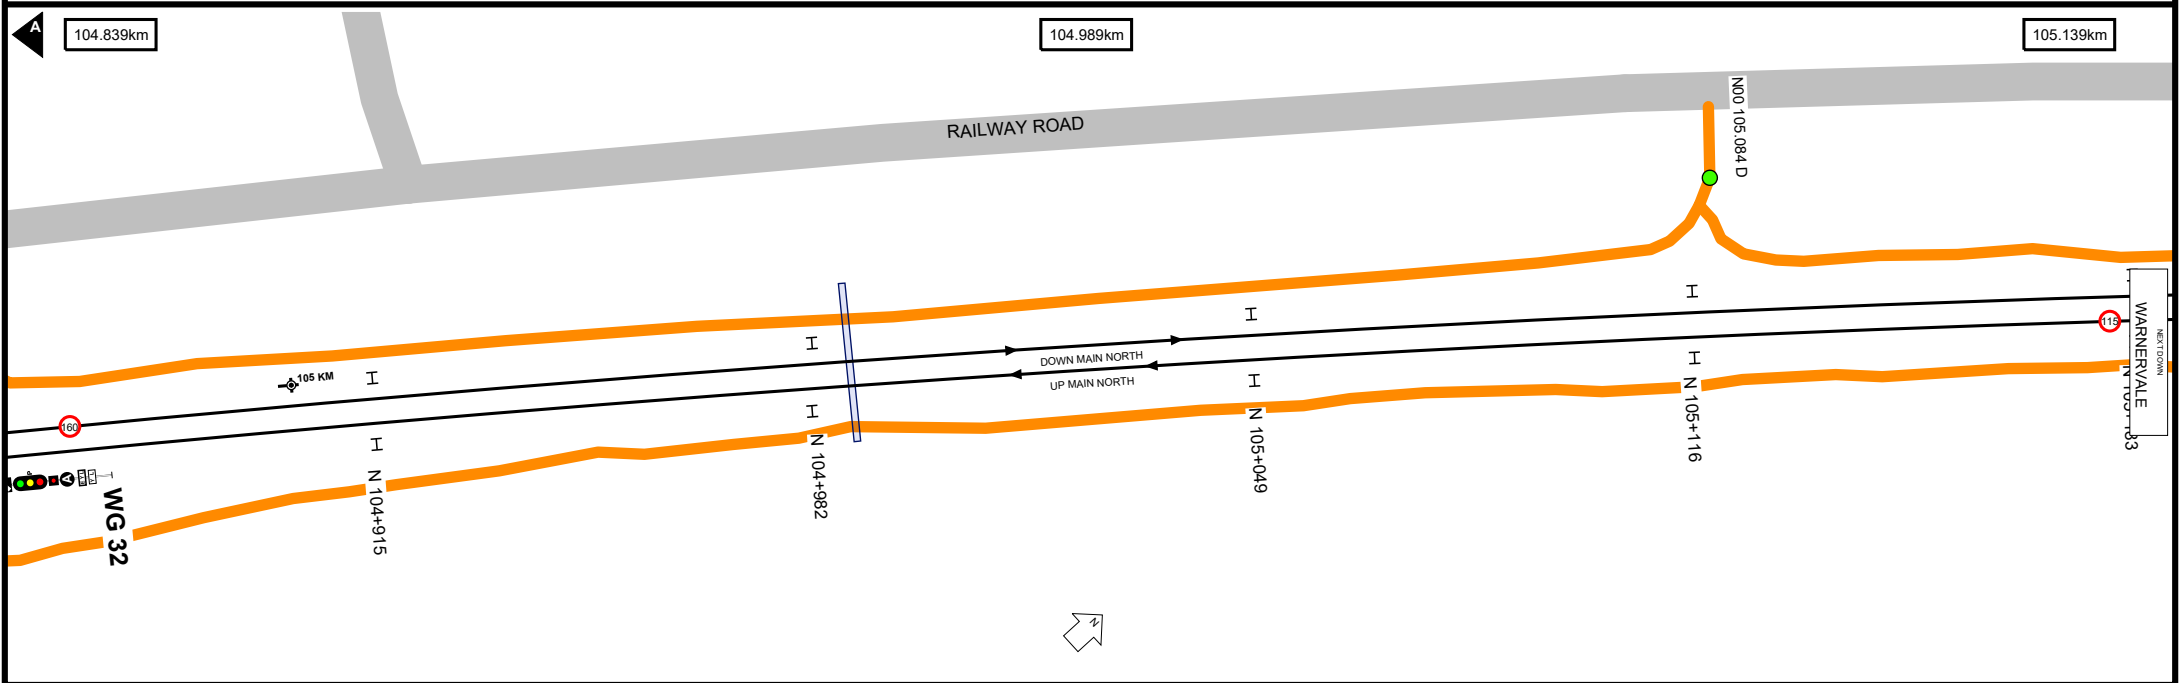 A
104.839km
104.989km
105.139km
RAILWAY ROAD
N00 105.084 D
105 KM
DOWN MAIN NORTH
UP MAIN NORTH
160
115
WARNERVALE
NEXT DOWN
A
WG 32
N 104+915
N 104+982
N 105+049
N 105+116
N